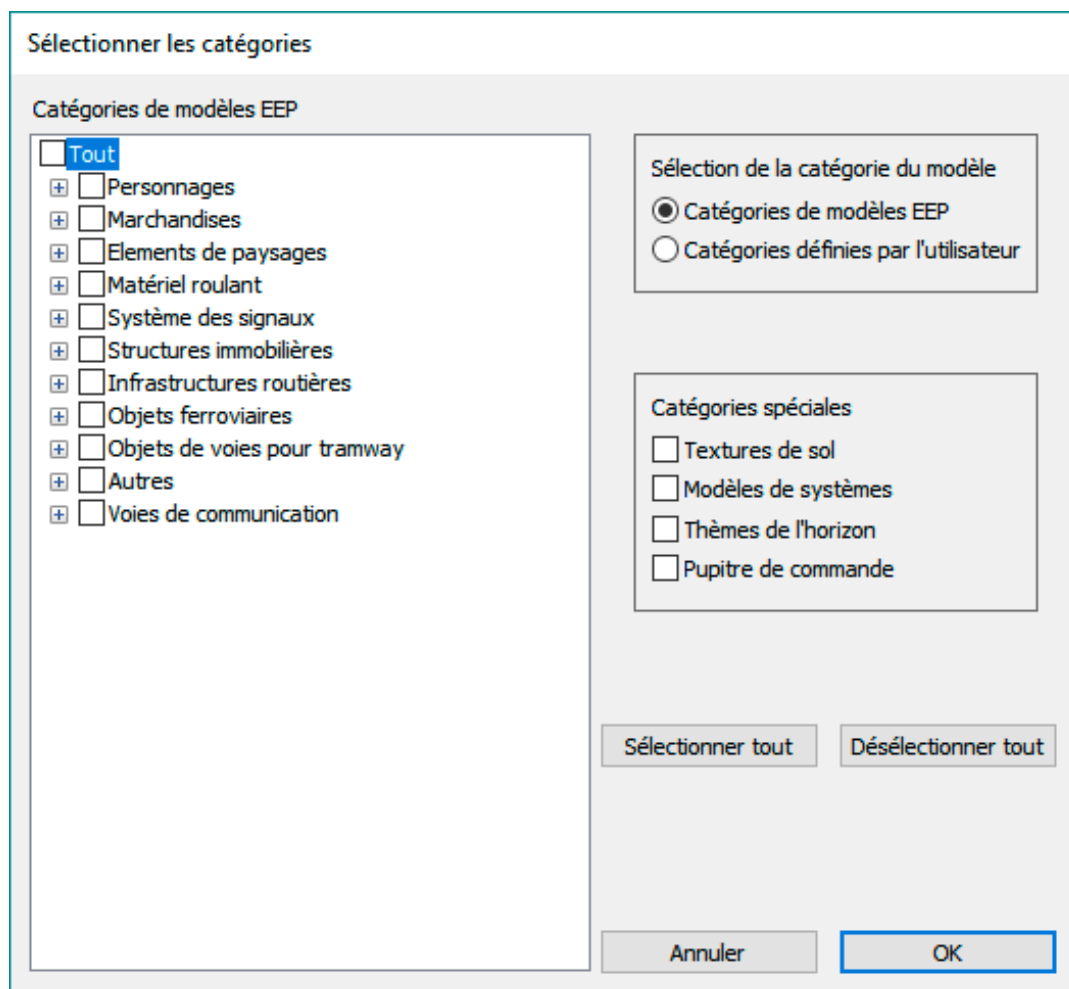 Sélectionner les catégories
Catégories de modèles EEP
Tout
Personnages
Marchandises
Elements de paysages
Matériel roulant
Système des signaux
Structures immobilières
Infrastructures routières
Objets ferroviaires
Objets de voies pour tramway
Autres
Voies de communication
Sélection de la catégorie du modèle
Catégories de modèles EEP
Catégories définies par l'utilisateur
Catégories spéciales
Textures de sol
Modèles de systèmes
Thèmes de l'horizon
Pupitre de commande
Sélectionner tout
Désélectionner tout
Annuler
OK